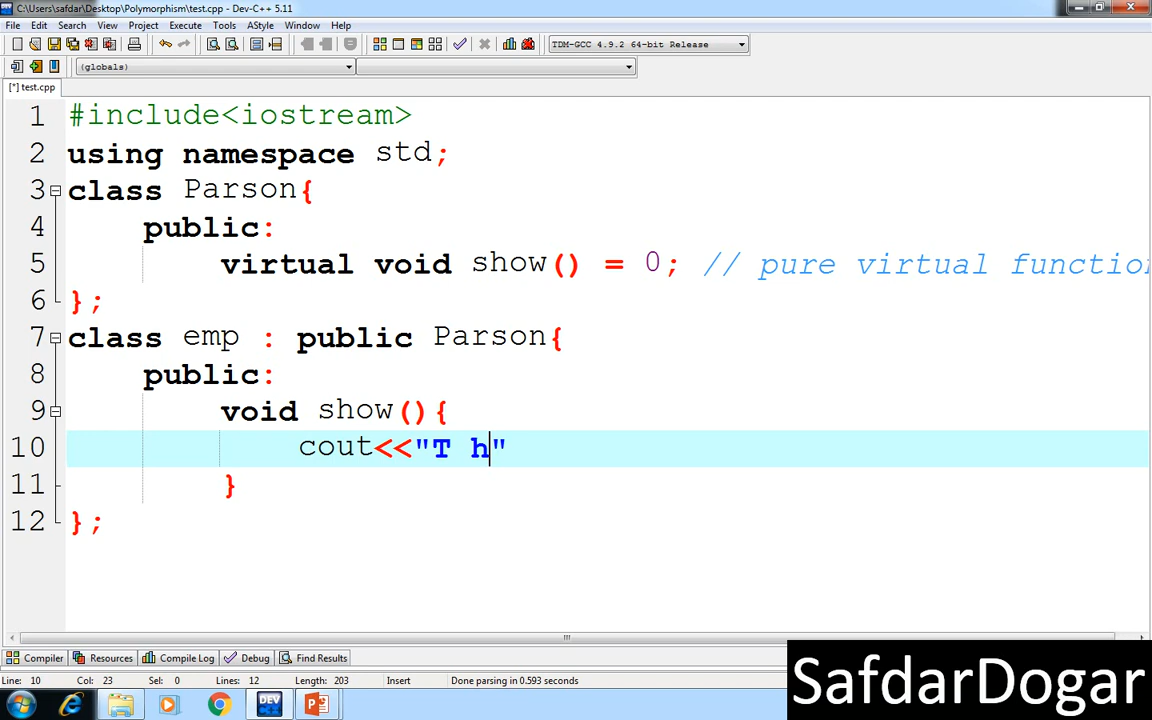 C:\Users\safdar\Desktop\Polymorphism\test.cpp - Dev-C++ 5.11
File Edit Search View Project Execute Tools AStyle Window Help
TDM-GCC 4.9.2 64-bit Release
(globals)
[*] test.cpp
1 #include<iostream>
2 using namespace std;
3 class Parson{
4 public:
5 virtual void show() = 0; // pure virtual function
6 };
7 class emp : public Parson{
8 public:
9 void show(){
10 cout<<"T h"
11 }
12 };
Compiler Resources Compile Log Debug Find Results
Line: 10 Col: 23 Sel: 0 Lines: 12 Length: 203 Insert Done parsing in 0.593 seconds
SafdarDogar
DEV